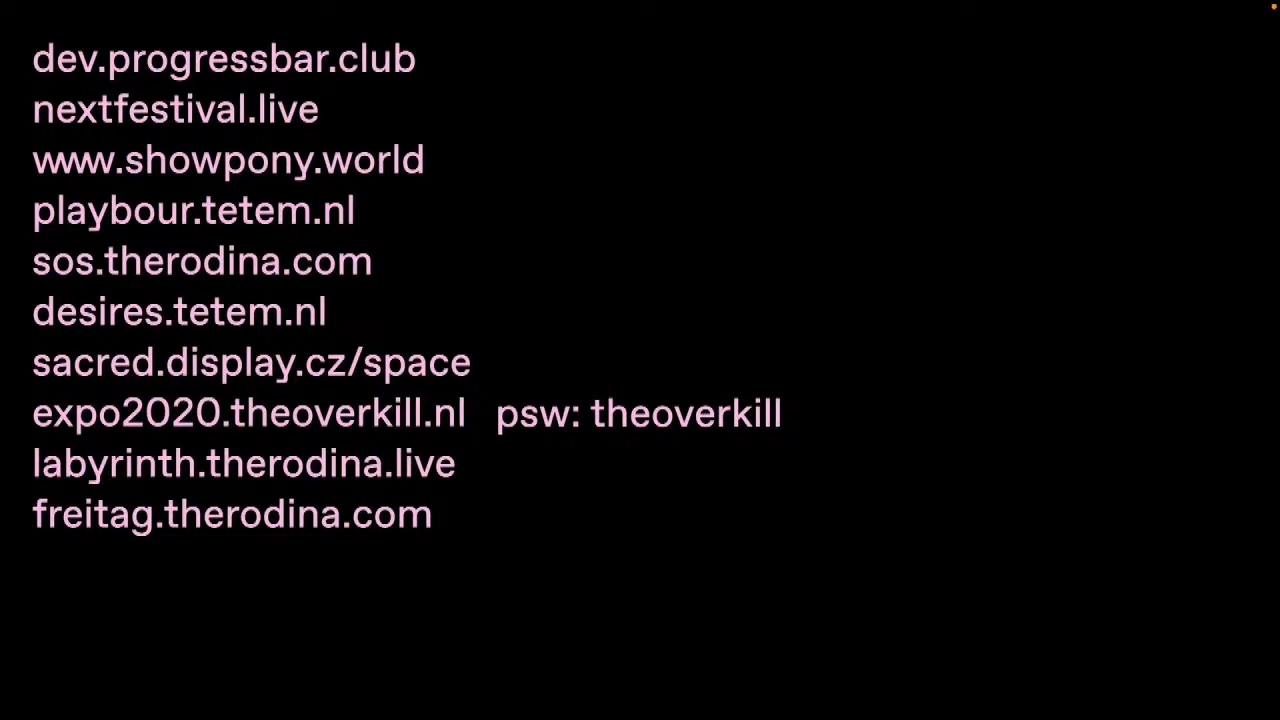 dev.progressbar.club
nextfestival.live
www.showpony.world
playbour.tetem.nl
sos.therodina.com
desires.tetem.nl
sacred.display.cz/space
expo2020.theoverkill.nl psw: theoverkill
labyrinth.therodina.live
freitag.therodina.com